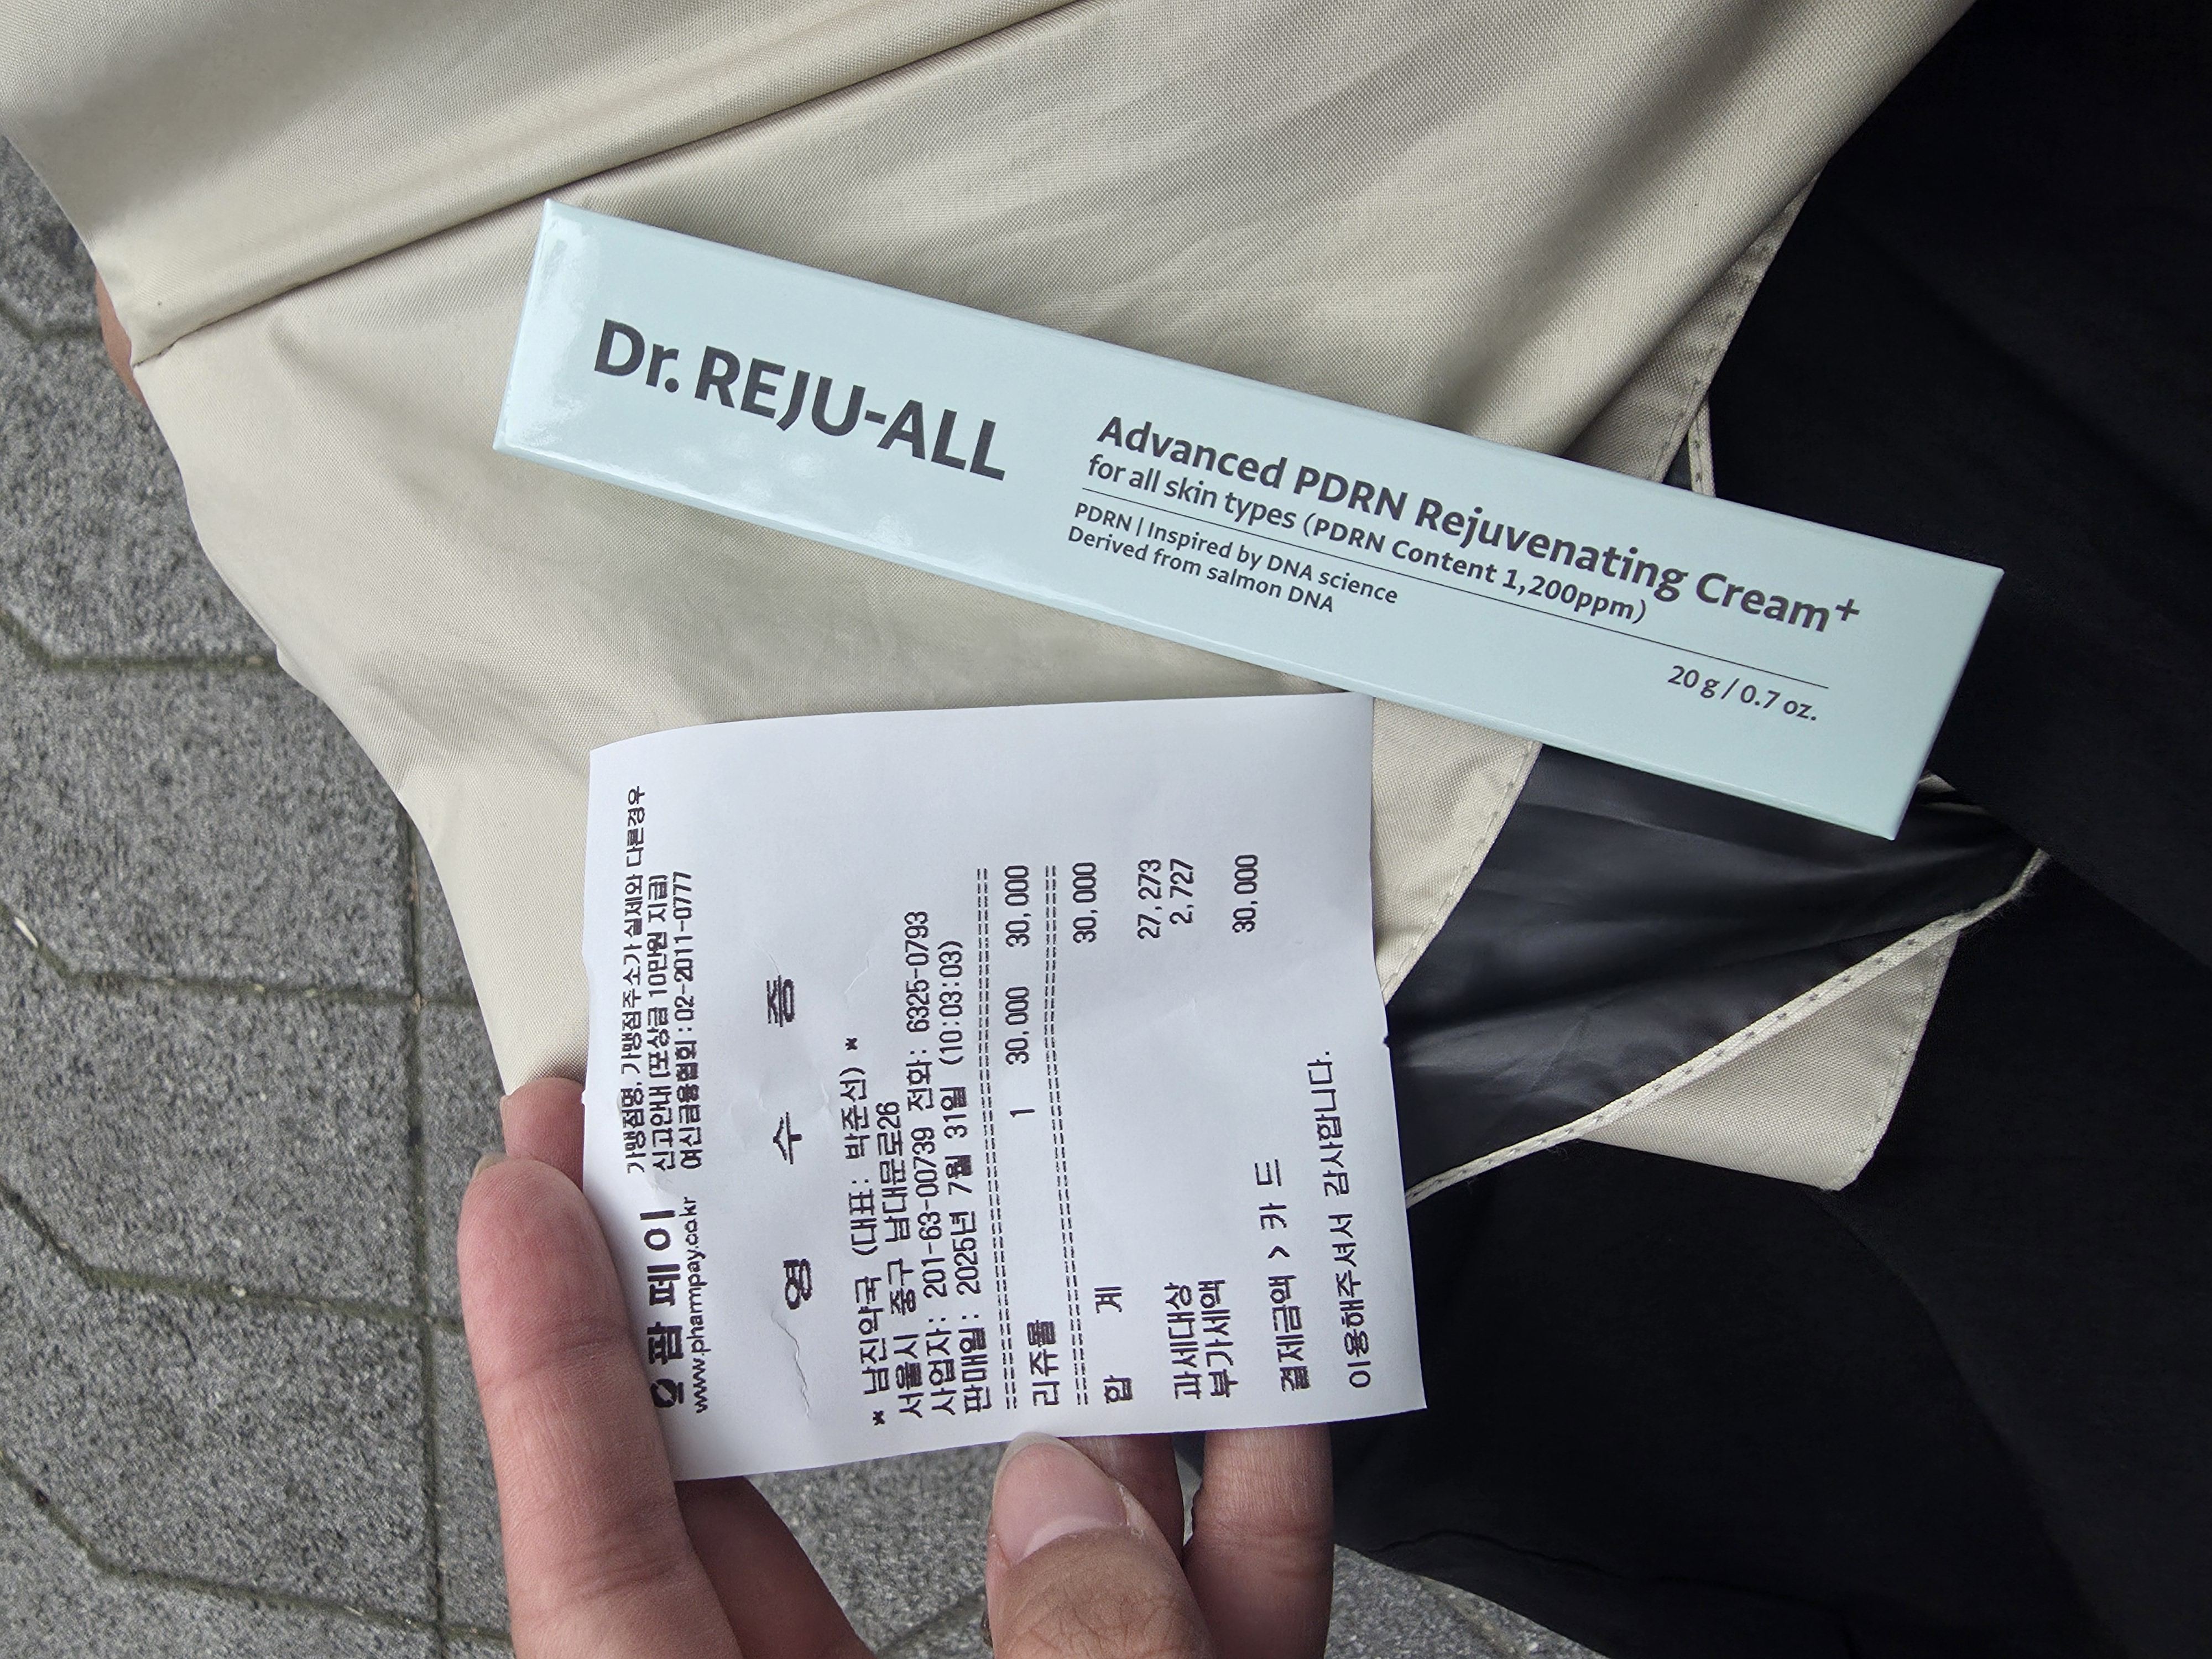 Dr. REJU-ALL
Advanced PDRN Rejuvenating Cream+
for all skin types (PDRN Content 1,200ppm)
PDRN | Inspired by DNA science
Derived from salmon DNA
20 g / 0.7 oz.
팜페이
www.phampay.co.kr
가맹점명, 가맹점주소가 실제와 다른경우
신고안내 (포상금 10만원 지급)
여신금융협회 : 02-2011-0777
영 수 증
* 남진약국 (대표: 박준선) *
서울시 중구 남대문로26
사업자: 201-63-00739 전화: 6325-0793
판매일: 2025년 7월 31일 (10:03:03)
리쥬올 1 30,000 30,000
합 계 30,000
과세대상 27,273
부가세액 2,727
결제금액 > 카 드 30,000
이용해주셔서 감사합니다.